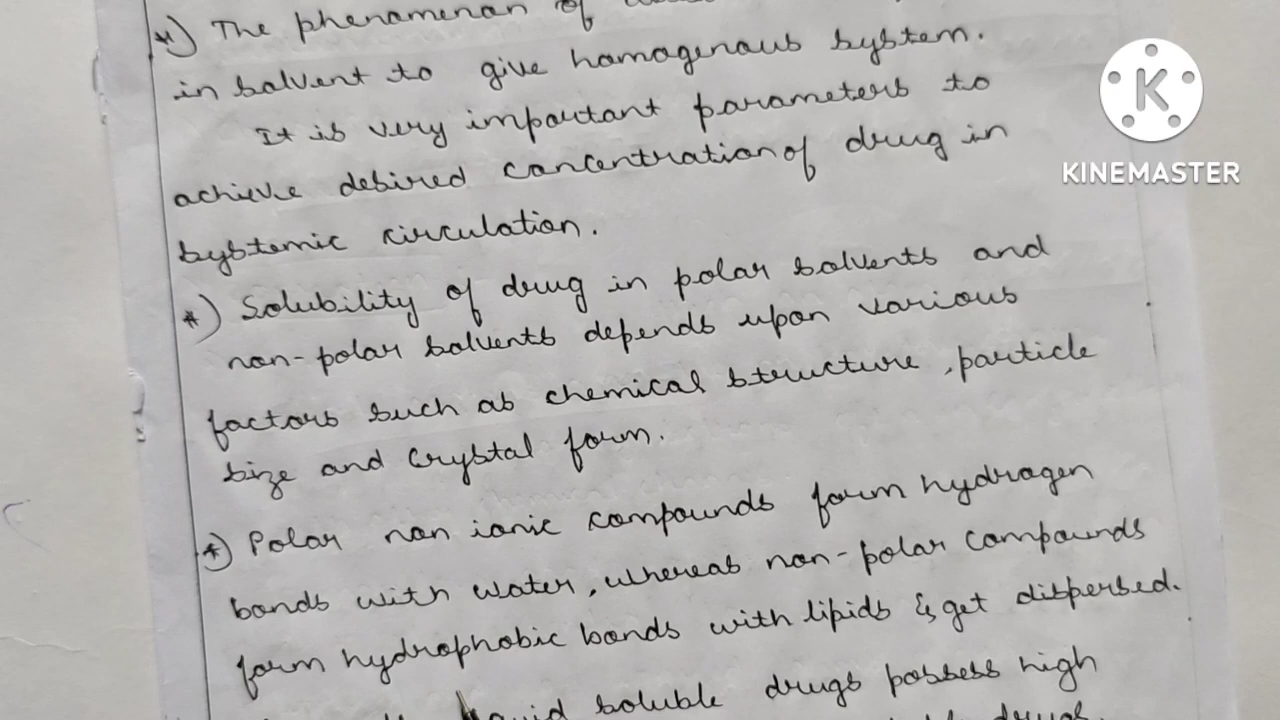 *) The phenomenon of
in solvent to give homogenous system.
It is very important parameters to
achieve desired concentration of drug in
systemic circulation.
*) Solubility of drug in polar solvents and
non-polar solvents depends upon various
factors such as chemical structure, particle
size and crystal form.
*) Polar non ionic compounds form hydrogen
bonds with water, whereas non-polar compounds
form hydrophobic bonds with lipids & get dispersed.
soluble drugs possess high
drugs.
K
KINEMASTER